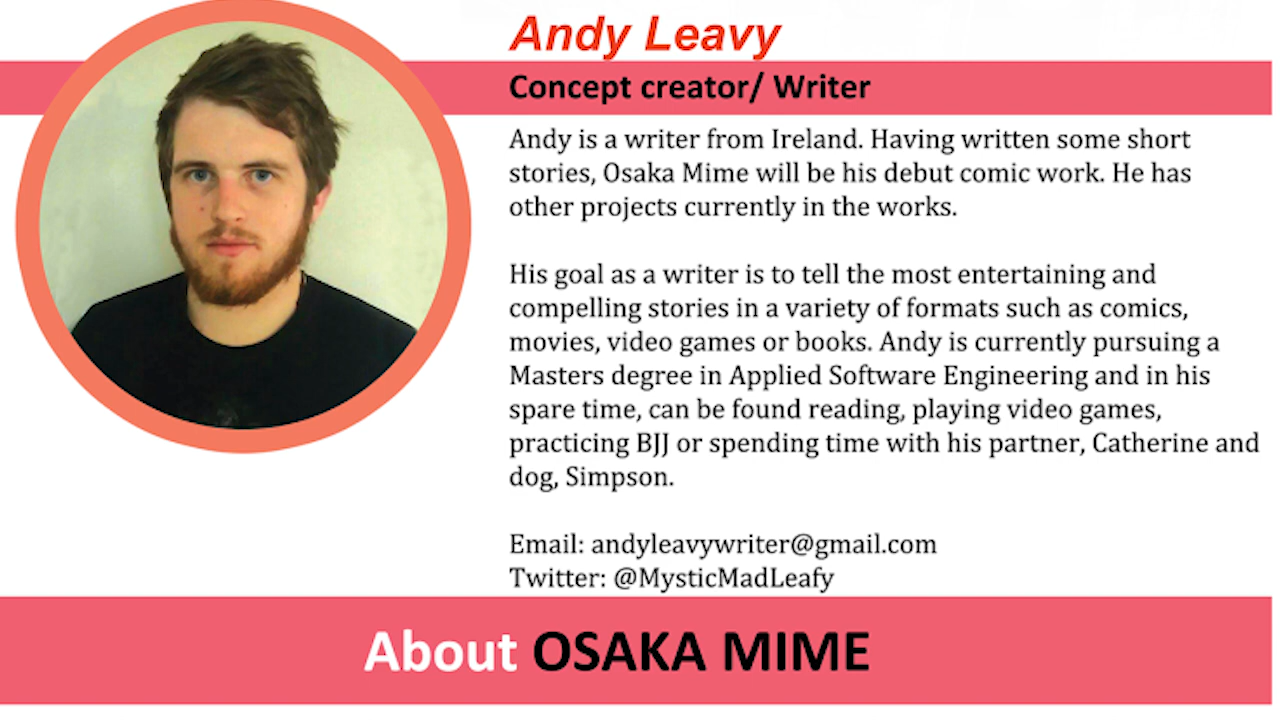 Andy Leavy
Concept creator/ Writer
Andy is a writer from Ireland. Having written some short
stories, Osaka Mime will be his debut comic work. He has
other projects currently in the works.
His goal as a writer is to tell the most entertaining and
compelling stories in a variety of formats such as comics,
movies, video games or books. Andy is currently pursuing a
Masters degree in Applied Software Engineering and in his
spare time, can be found reading, playing video games,
practicing BJJ or spending time with his partner, Catherine and
dog, Simpson.
Email: andyleavywriter@gmail.com
Twitter: @MysticMadLeafy
About OSAKA MIME